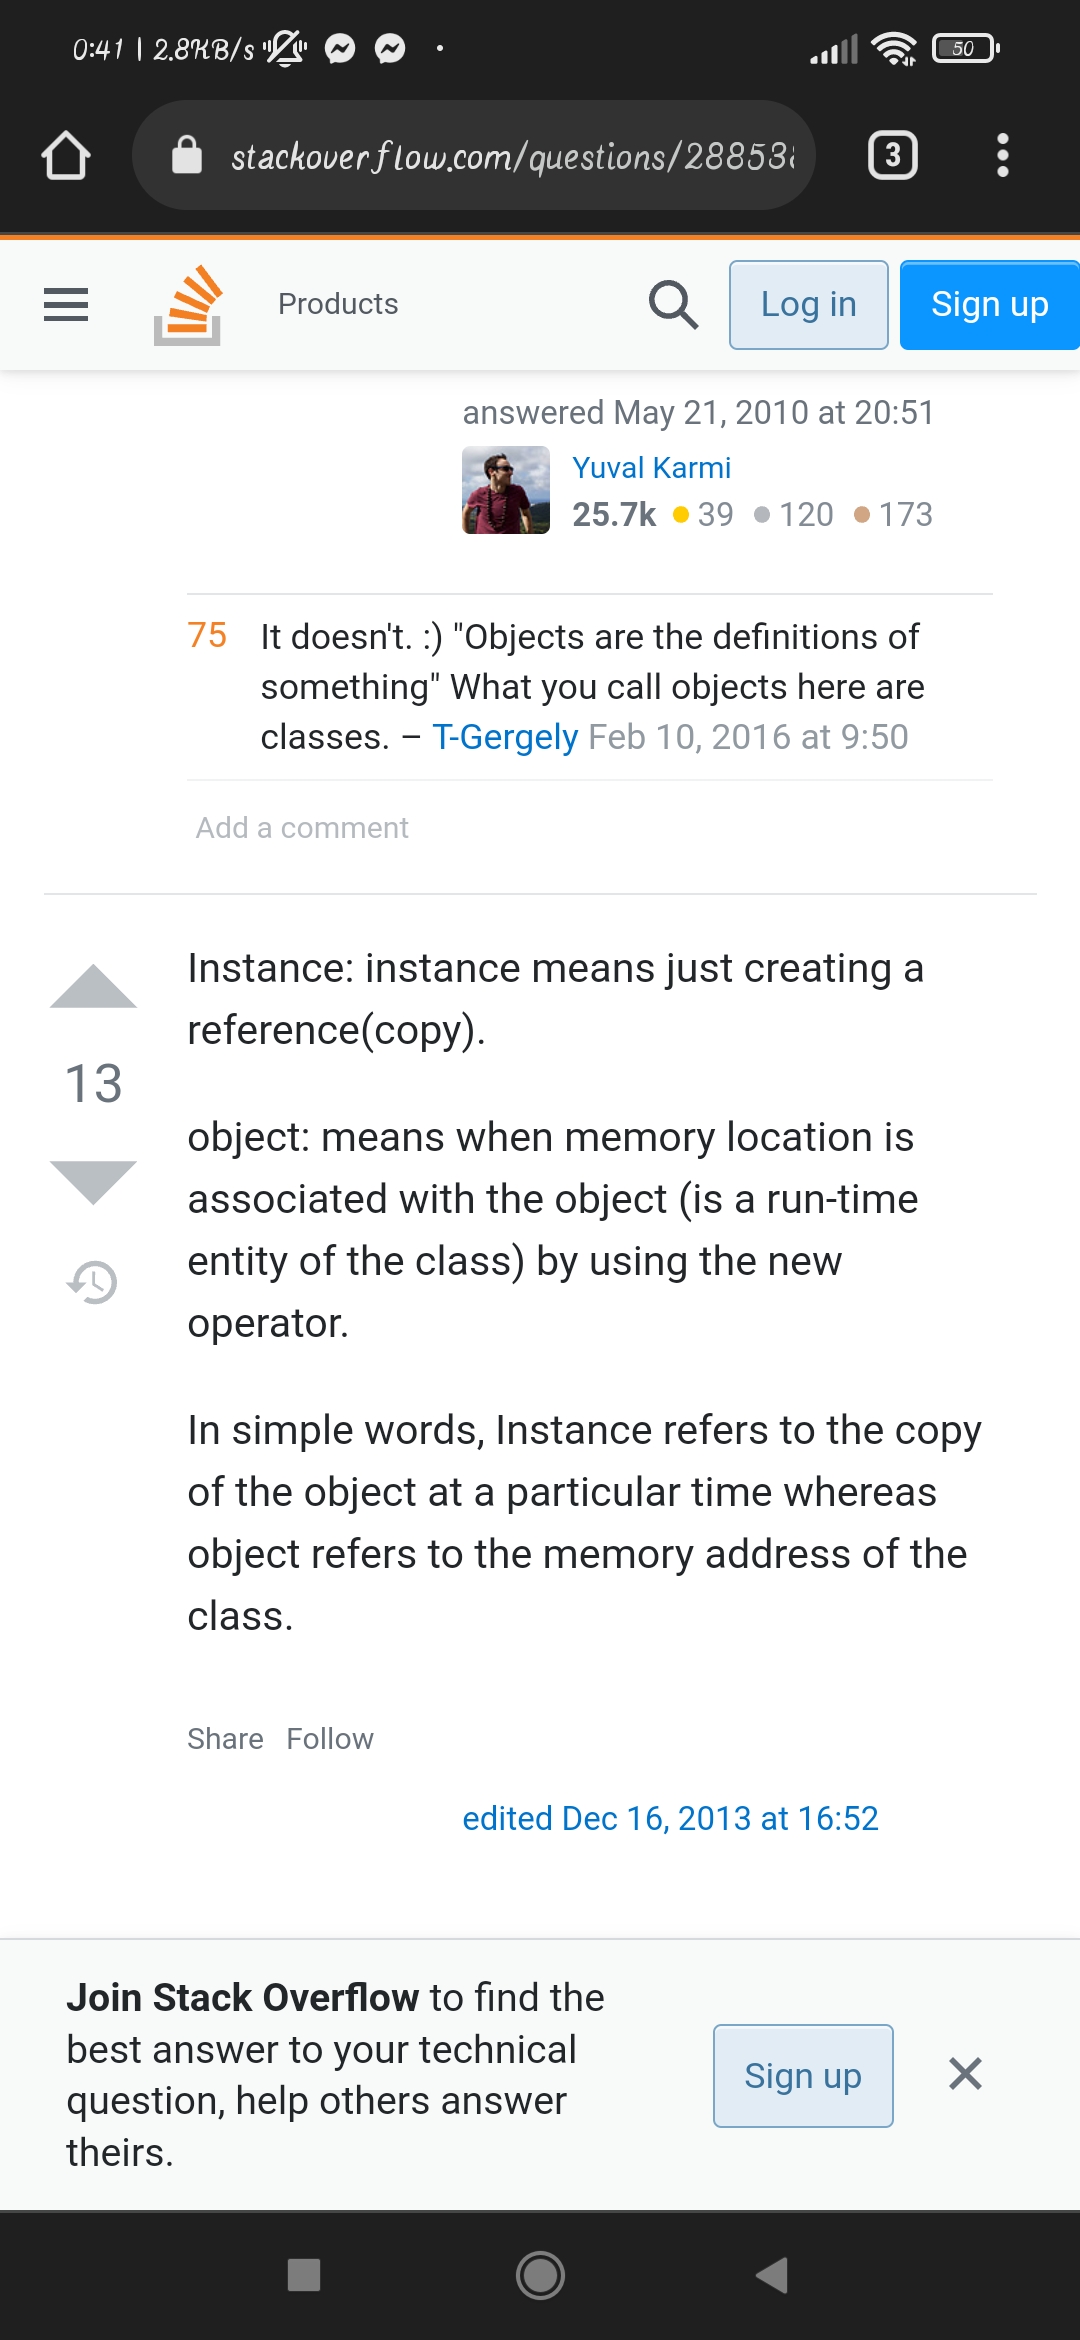 0:41 | 2.8KB/s
50
stackoverflow.com/questions/28853
3
Products
Log in
Sign up
answered May 21, 2010 at 20:51
Yuval Karmi
25.7k 39 120 173
75
It doesn't. :) "Objects are the definitions of
something" What you call objects here are
classes. – T-Gergely Feb 10, 2016 at 9:50
Add a comment
Instance: instance means just creating a
reference(copy).
13
object: means when memory location is
associated with the object (is a run-time
entity of the class) by using the new
operator.
In simple words, Instance refers to the copy
of the object at a particular time whereas
object refers to the memory address of the
class.
Share Follow
edited Dec 16, 2013 at 16:52
Join Stack Overflow to find the
best answer to your technical
question, help others answer
theirs.
Sign up